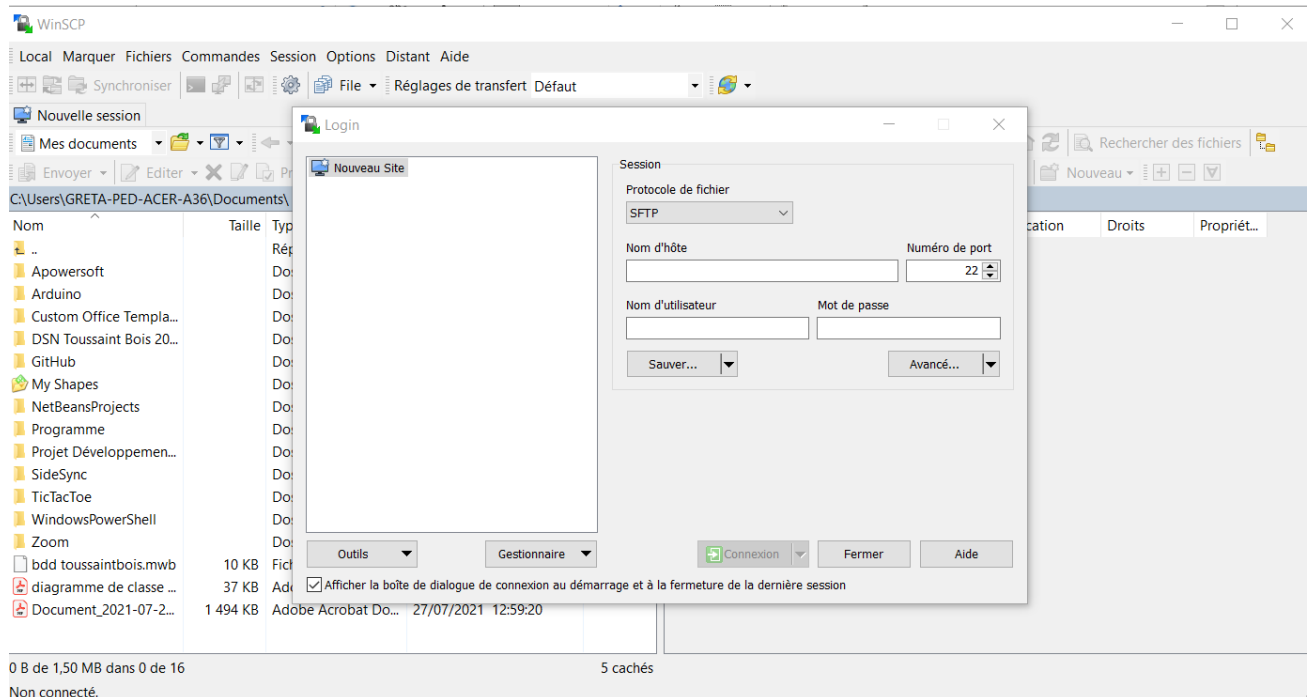 WinSCP
Local Marquer Fichiers Commandes Session Options Distant Aide
Synchroniser File Réglages de transfert Défaut
Nouvelle session
Mes documents Rechercher des fichiers
Envoyer Editer Nouveau
C:\Users\GRETA-PED-ACER-A36\Documents\
Nom Taille Droits Propriét...
..
Apowersoft
Arduino
Custom Office Templa...
DSN Toussaint Bois 20...
GitHub
My Shapes
NetBeansProjects
Programme
Projet Développemen...
SideSync
TicTacToe
WindowsPowerShell
Zoom
bdd toussaintbois.mwb 10 KB
diagramme de classe ... 37 KB
Document_2021-07-2... 1 494 KB Adobe Acrobat Do... 27/07/2021 12:59:20
Login
Nouveau Site
Session
Protocole de fichier
SFTP
Nom d'hôte Numéro de port
22
Nom d'utilisateur Mot de passe
Sauver... Avancé...
Outils Gestionnaire Connexion Fermer Aide
Afficher la boîte de dialogue de connexion au démarrage et à la fermeture de la dernière session
0 B de 1,50 MB dans 0 de 16 5 cachés
Non connecté.